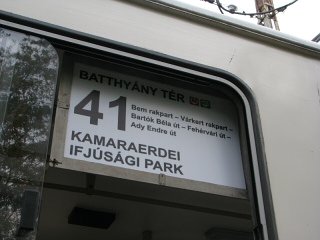 BATTHYÁNY TÉR
41
Bem rakpart – Várkert rakpart –
Bartók Béla út – Fehérvári út –
Ady Endre út
KAMARAERDEI
IFJÚSÁGI PARK